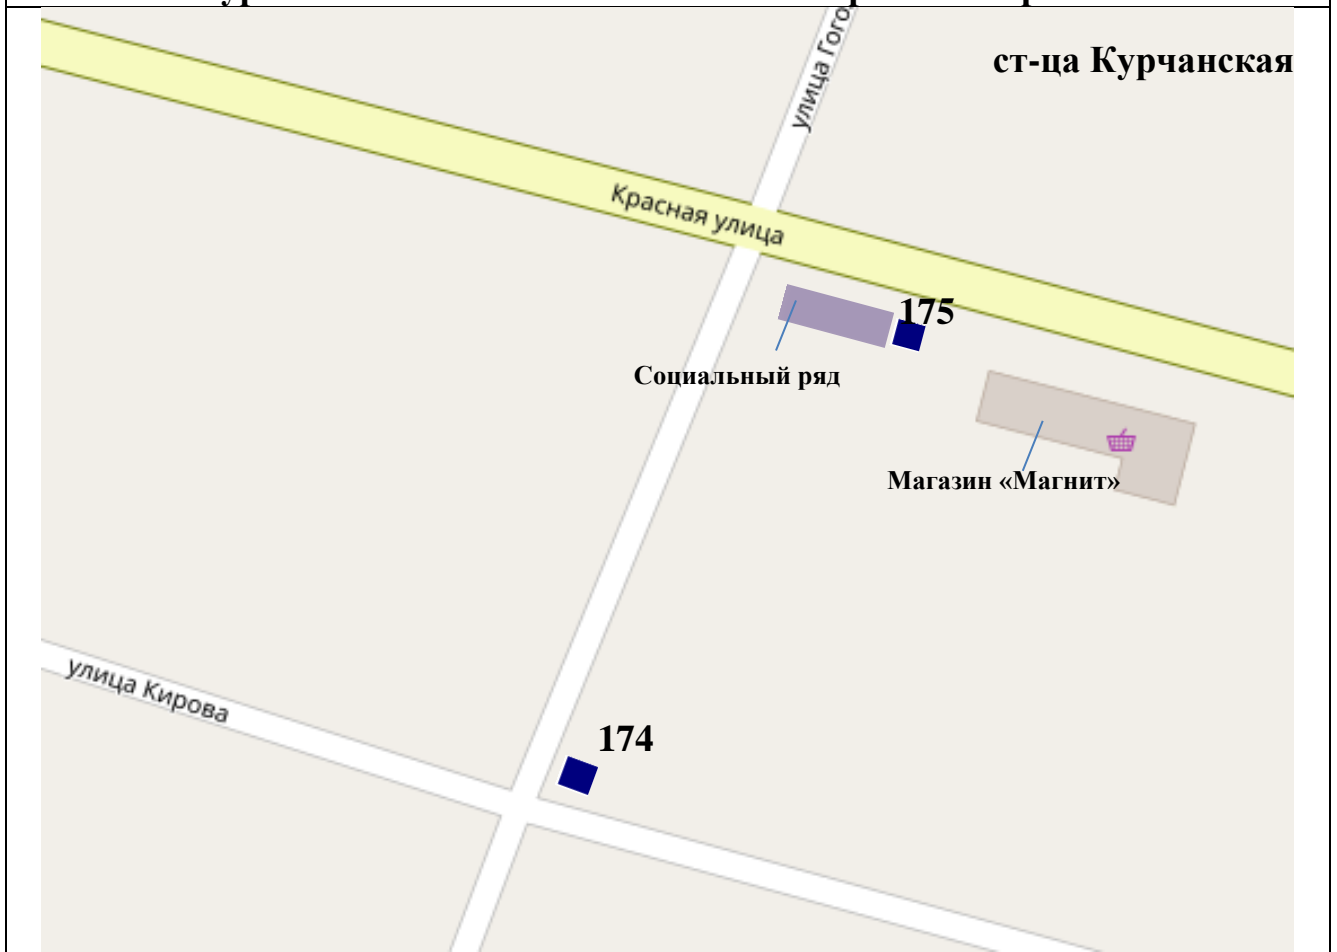 ст-ца Курчанская
улица Гого
Красная улица
175
Социальный ряд
Магазин «Магнит»
улица Кирова
174